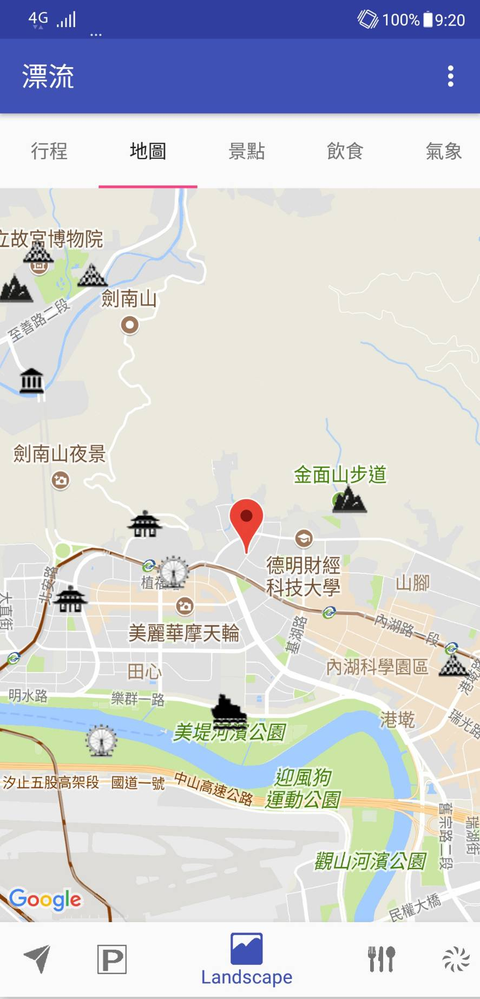 4G
100%
9:20
...
漂流
行程
地圖
景點
飲食
氣象
立故宮博物院
劍南山
至善路二段
劍南山夜景
金面山步道
德明財經
科技大學
山腳
北安路
大直街
植福
美麗華摩天輪
基湖路
內湖路一段
田心
內湖科學園區
港墘路
明水路
樂群一路
港墘
瑞光路
美堤河濱公園
汐止五股高架段
國道一號
中山高速公路
迎風狗
運動公園
舊宗路二段
瑞湖街
觀山河濱公園
民權大橋
Google
P
Landscape